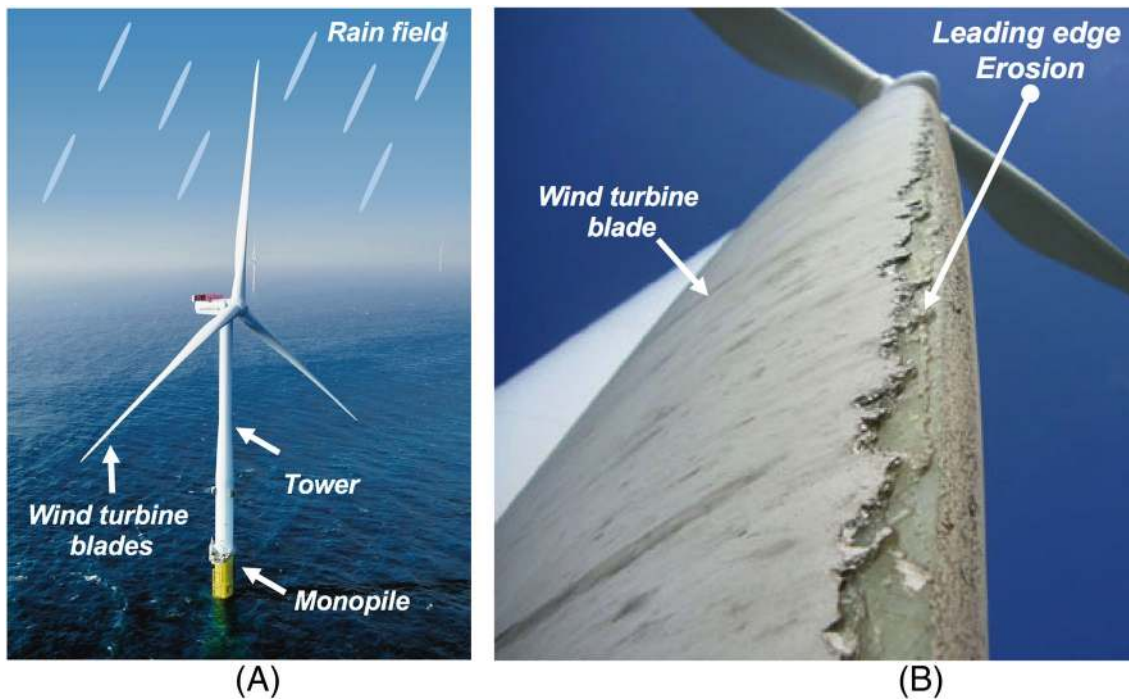 Rain field
Wind turbine
blades
Tower
Monopile
(A)
Leading edge
Erosion
Wind turbine
blade
(B)